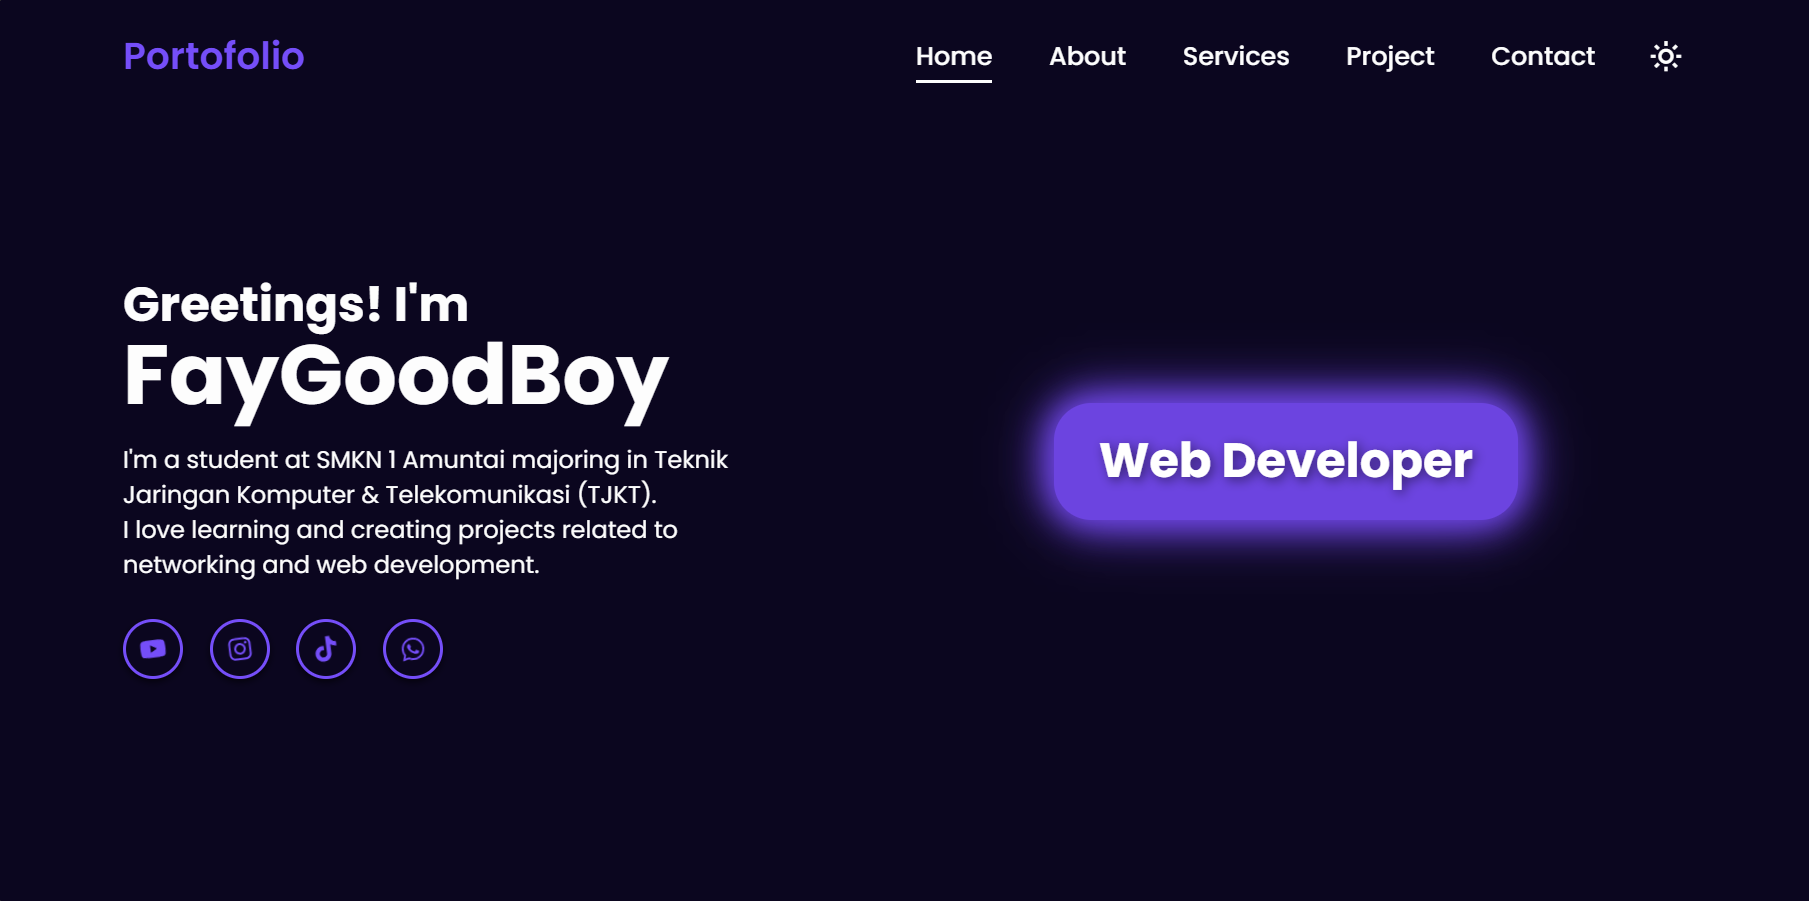 Portofolio
Home
About
Services
Project
Contact
Greetings! I'm
FayGoodBoy
I'm a student at SMKN 1 Amuntai majoring in Teknik
Jaringan Komputer & Telekomunikasi (TJKT).
I love learning and creating projects related to
networking and web development.
Web Developer